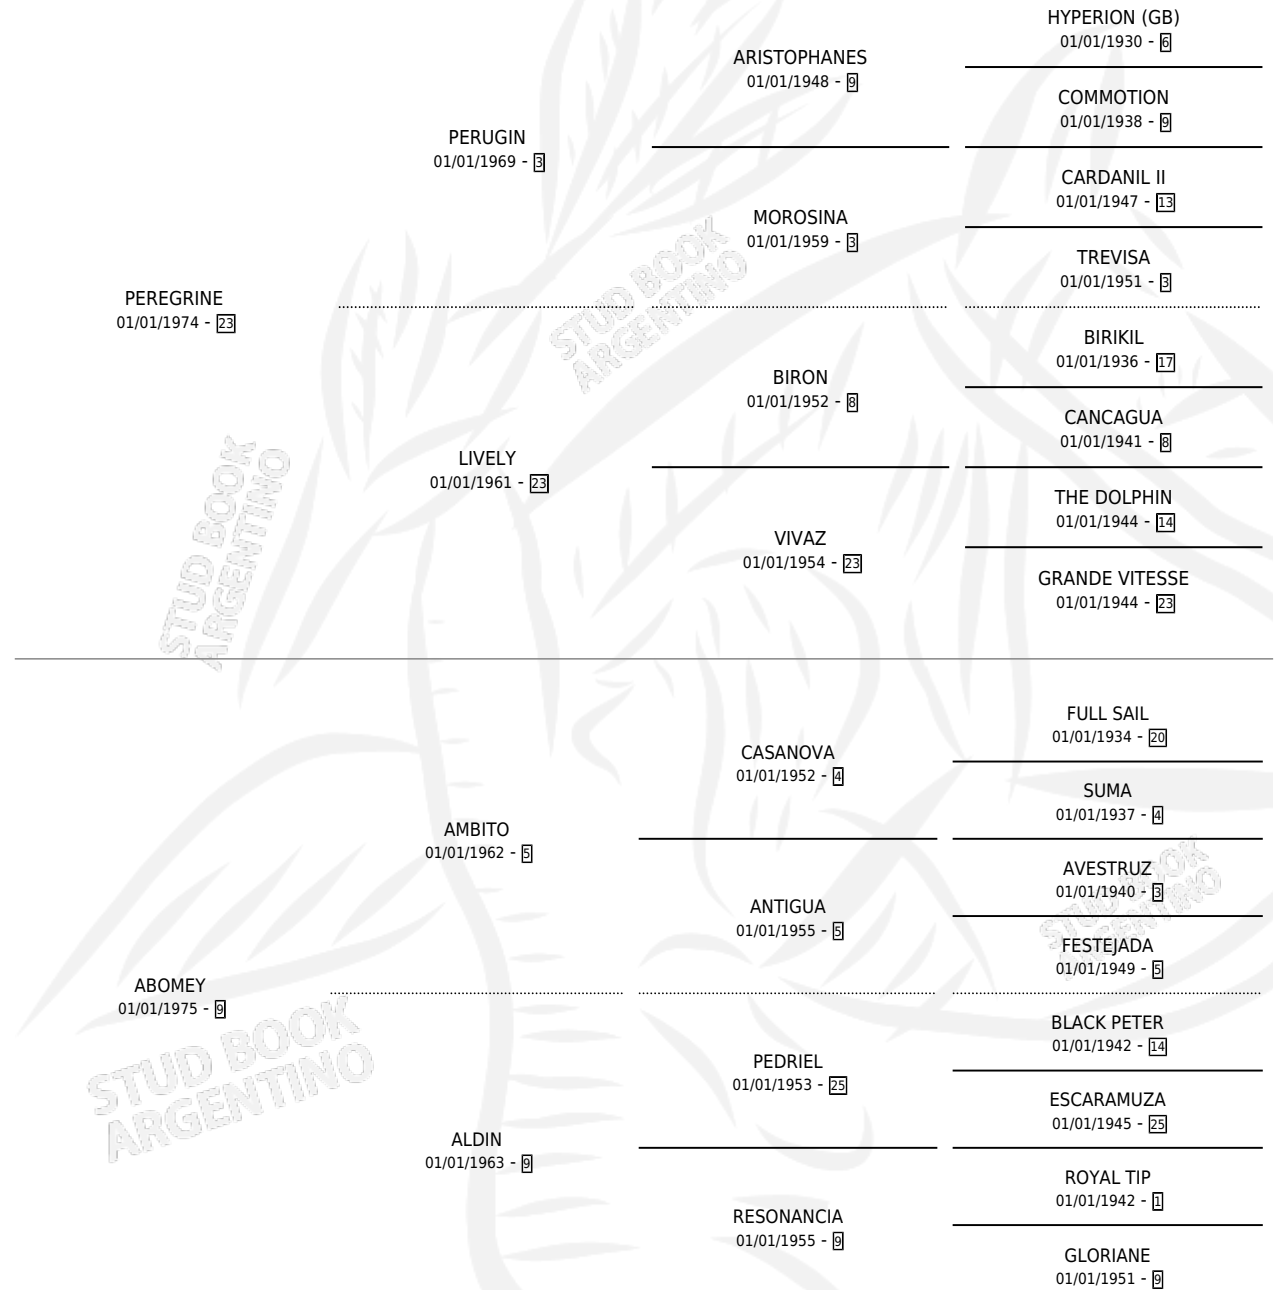 HYPERION (GB)
01/01/1930 - 6
ARISTOPHANES
01/01/1948 - 9
COMMOTION
01/01/1938 - 9
PERUGIN
01/01/1969 - 3
CARDANIL II
01/01/1947 - 13
MOROSINA
01/01/1959 - 3
TREVISA
01/01/1951 - 3
PEREGRINE
01/01/1974 - 23
BIRIKIL
01/01/1936 - 17
BIRON
01/01/1952 - 8
CANCAGUA
01/01/1941 - 8
LIVELY
01/01/1961 - 23
THE DOLPHIN
01/01/1944 - 14
VIVAZ
01/01/1954 - 23
GRANDE VITESSE
01/01/1944 - 23
STUD BOOK
ARGENTINO
STUD BOOK
ARGENTINO
FULL SAIL
01/01/1934 - 20
CASANOVA
01/01/1952 - 4
SUMA
01/01/1937 - 4
AMBITO
01/01/1962 - 5
AVESTRUZ
01/01/1940 - 3
ANTIGUA
01/01/1955 - 5
FESTEJADA
01/01/1949 - 5
ABOMEY
01/01/1975 - 9
BLACK PETER
01/01/1942 - 14
PEDRIEL
01/01/1953 - 25
ESCARAMUZA
01/01/1945 - 25
ALDIN
01/01/1963 - 9
ROYAL TIP
01/01/1942 - 1
RESONANCIA
01/01/1955 - 9
GLORIANE
01/01/1951 - 9
STUD BOOK
ARGENTINO
STUD BOOK
ARGENTINO